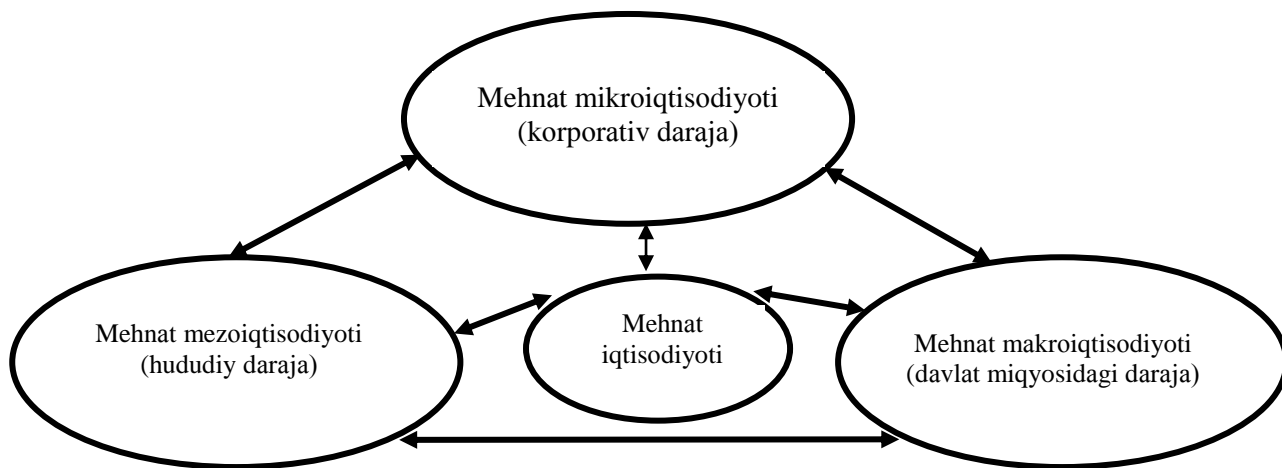 Mehnat mikroiqtisodiyoti
(korporativ daraja)
Mehnat mezoiqtisodiyoti
(hududiy daraja)
Mehnat
iqtisodiyoti
Mehnat makroiqtisodiyoti
(davlat miqyosidagi daraja)